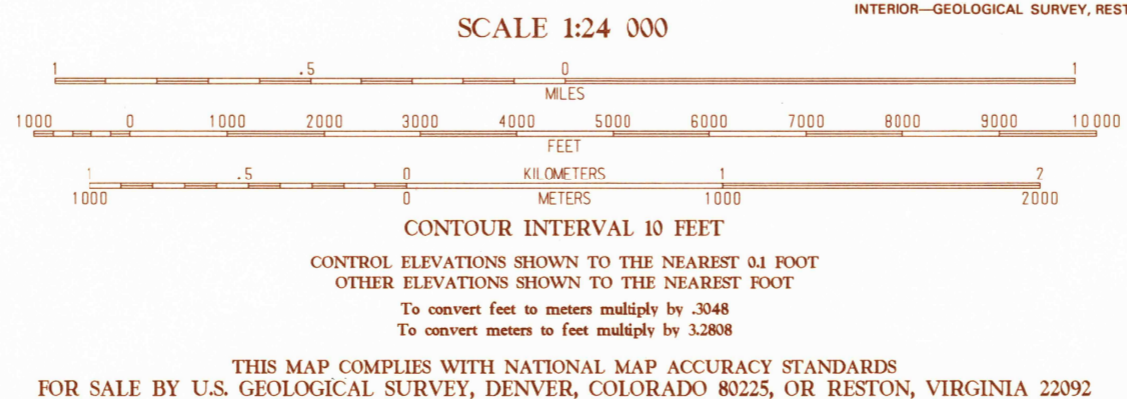 INTERIOR—GEOLOGICAL SURVEY, REST
SCALE 1:24 000
1 .5 0 1
MILES
1000 0 1000 2000 3000 4000 5000 6000 7000 8000 9000 10 000
FEET
1 .5 0 KILOMETERS 1 2
1000 0 METERS 1000 2000
CONTOUR INTERVAL 10 FEET
CONTROL ELEVATIONS SHOWN TO THE NEAREST 0.1 FOOT
OTHER ELEVATIONS SHOWN TO THE NEAREST FOOT
To convert feet to meters multiply by .3048
To convert meters to feet multiply by 3.2808
THIS MAP COMPLIES WITH NATIONAL MAP ACCURACY STANDARDS
FOR SALE BY U.S. GEOLOGICAL SURVEY, DENVER, COLORADO 80225, OR RESTON, VIRGINIA 22092